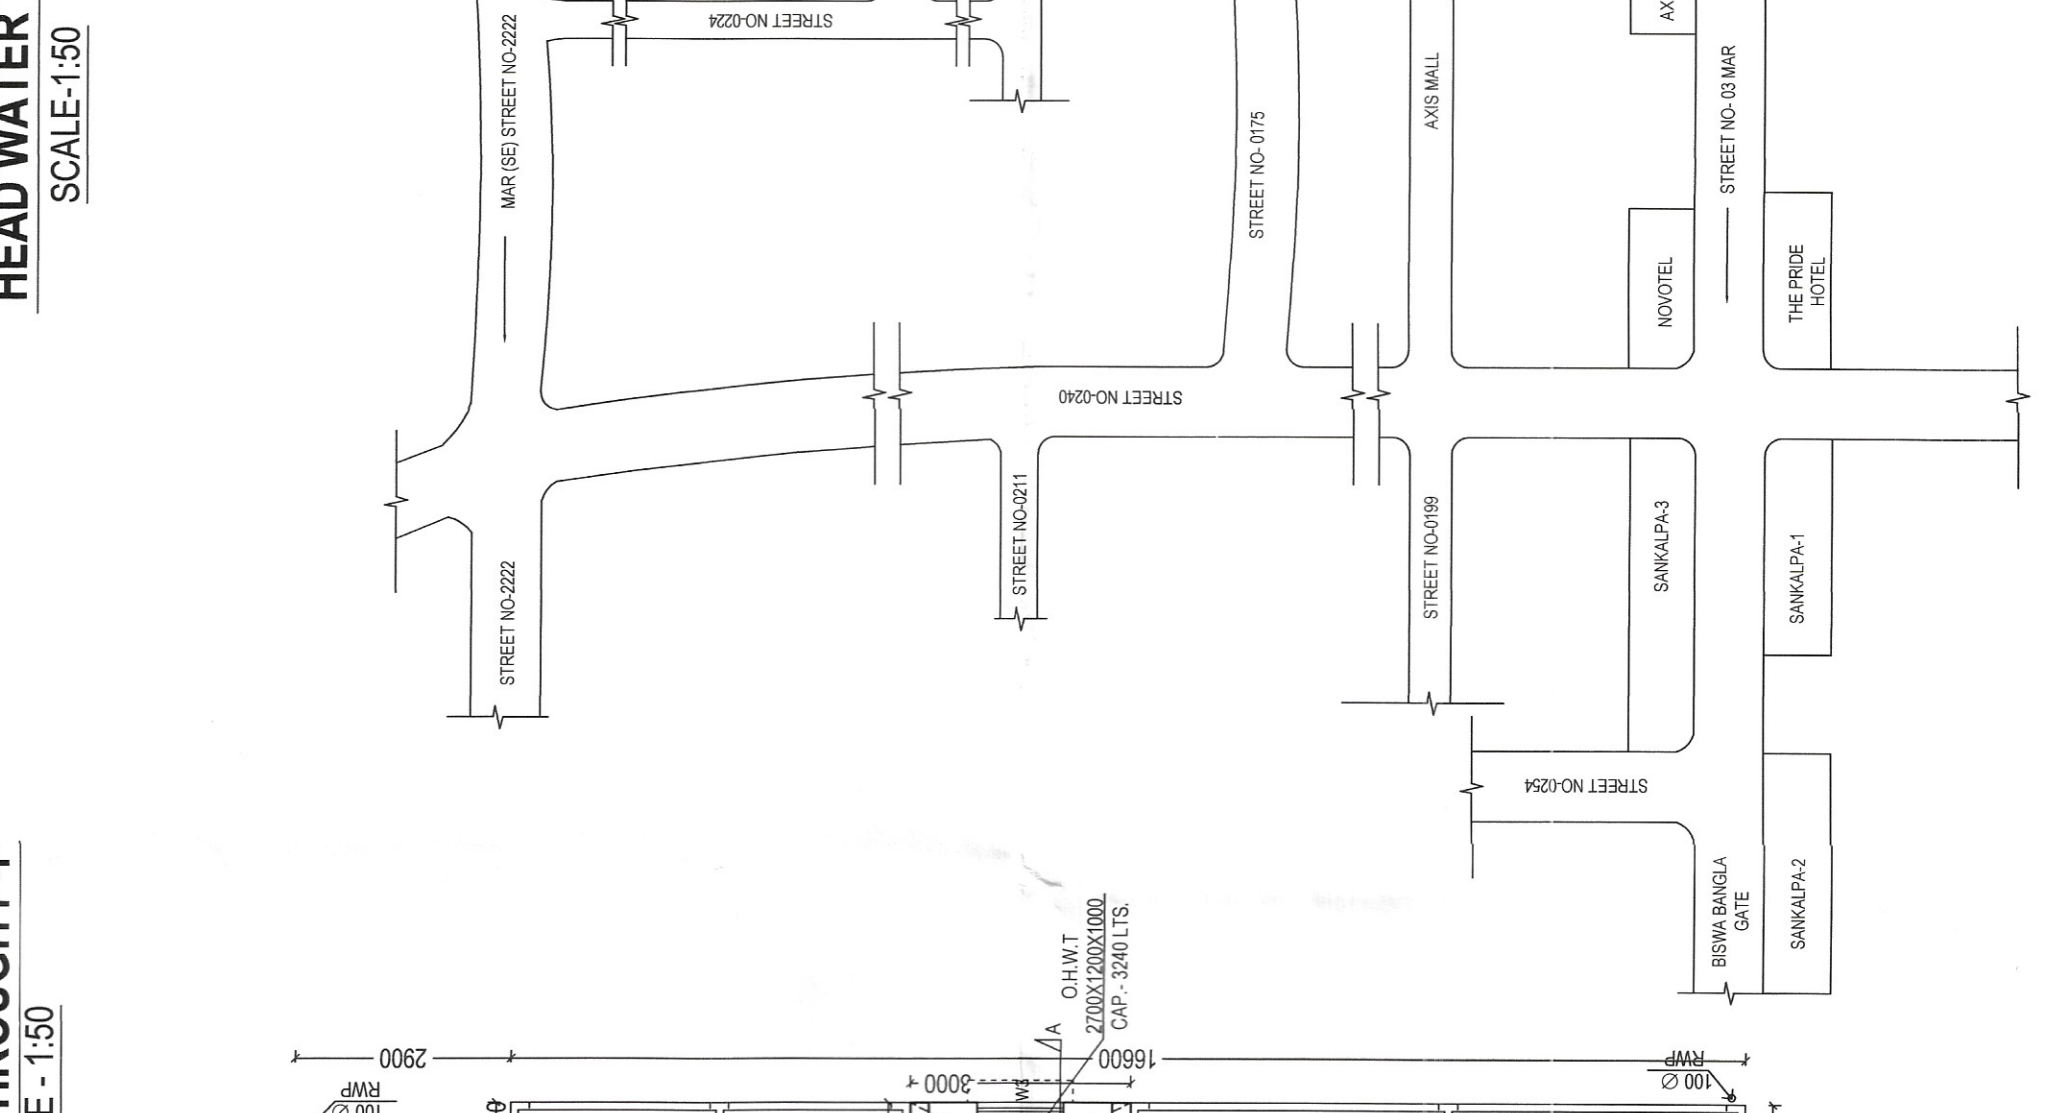 HEAD WATER
SCALE-1:50
MAR (SE) STREET NO-2222
STREET NO-0224
STREET NO- 0175
AXIS MALL
STREET NO- 03 MAR
NOVOTEL
THE PRIDE
HOTEL
STREET NO-0240
STREET NO-2222
STREET NO-0211
STREET NO-0199
SANKALPA-3
SANKALPA-1
STREET NO-0254
BISWA BANGLA
GATE
SANKALPA-2
E - 1:50
O.H.W.T
2700X1200X1000
CAP.- 3240 LTS.
A
2900
16600
3000
W3
RWP
100 ∅
RWP
100 ∅